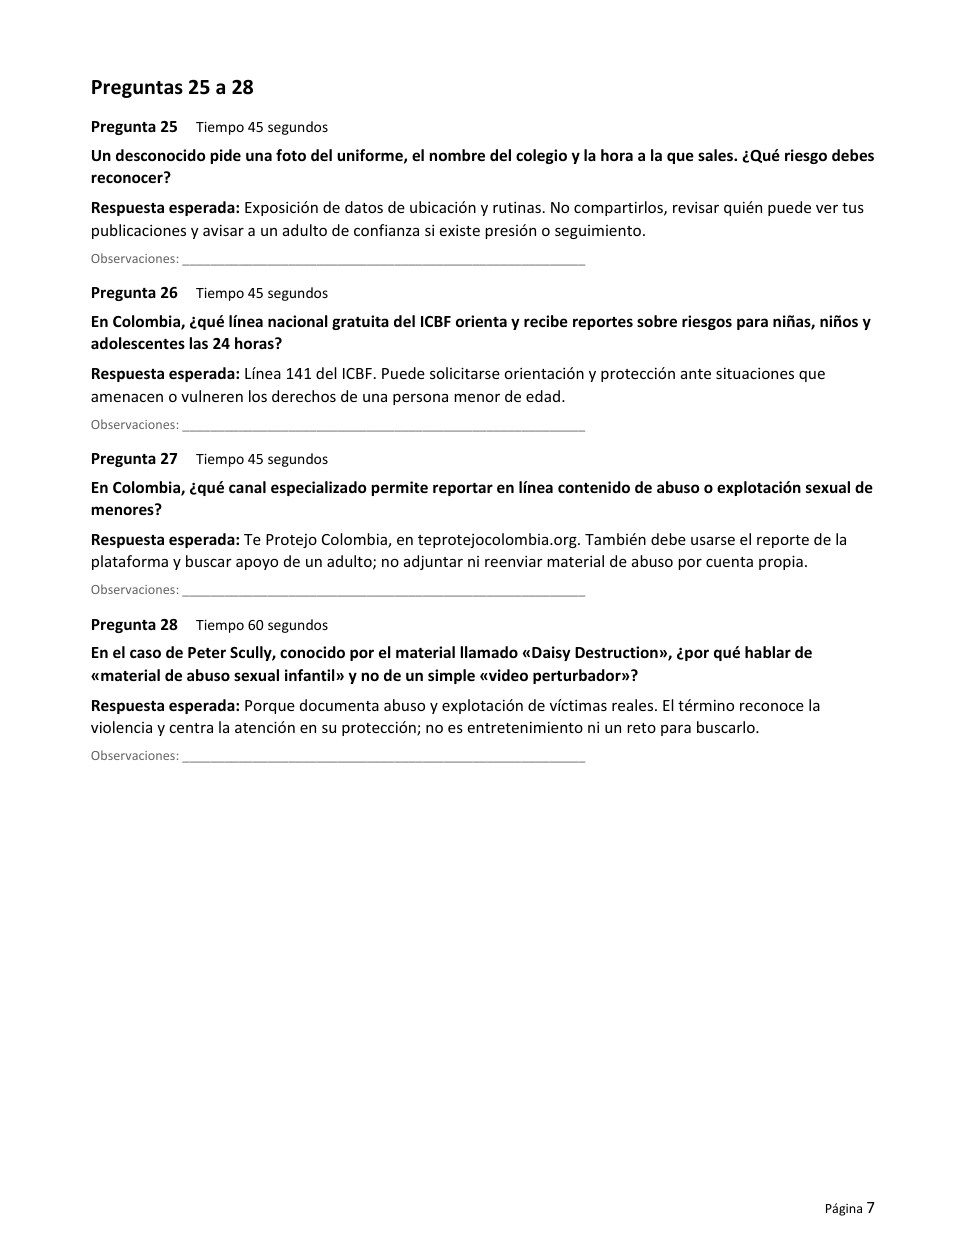 Preguntas 25 a 28
Pregunta 25 Tiempo 45 segundos
Un desconocido pide una foto del uniforme, el nombre del colegio y la hora a la que sales. ¿Qué riesgo debes
reconocer?
Respuesta esperada: Exposición de datos de ubicación y rutinas. No compartirlos, revisar quién puede ver tus
publicaciones y avisar a un adulto de confianza si existe presión o seguimiento.
Observaciones: ________________________________________________________
Pregunta 26 Tiempo 45 segundos
En Colombia, ¿qué línea nacional gratuita del ICBF orienta y recibe reportes sobre riesgos para niñas, niños y
adolescentes las 24 horas?
Respuesta esperada: Línea 141 del ICBF. Puede solicitarse orientación y protección ante situaciones que
amenacen o vulneren los derechos de una persona menor de edad.
Observaciones: ________________________________________________________
Pregunta 27 Tiempo 45 segundos
En Colombia, ¿qué canal especializado permite reportar en línea contenido de abuso o explotación sexual de
menores?
Respuesta esperada: Te Protejo Colombia, en teprotejocolombia.org. También debe usarse el reporte de la
plataforma y buscar apoyo de un adulto; no adjuntar ni reenviar material de abuso por cuenta propia.
Observaciones: ________________________________________________________
Pregunta 28 Tiempo 60 segundos
En el caso de Peter Scully, conocido por el material llamado «Daisy Destruction», ¿por qué hablar de
«material de abuso sexual infantil» y no de un simple «video perturbador»?
Respuesta esperada: Porque documenta abuso y explotación de víctimas reales. El término reconoce la
violencia y centra la atención en su protección; no es entretenimiento ni un reto para buscarlo.
Observaciones: ________________________________________________________
Página 7